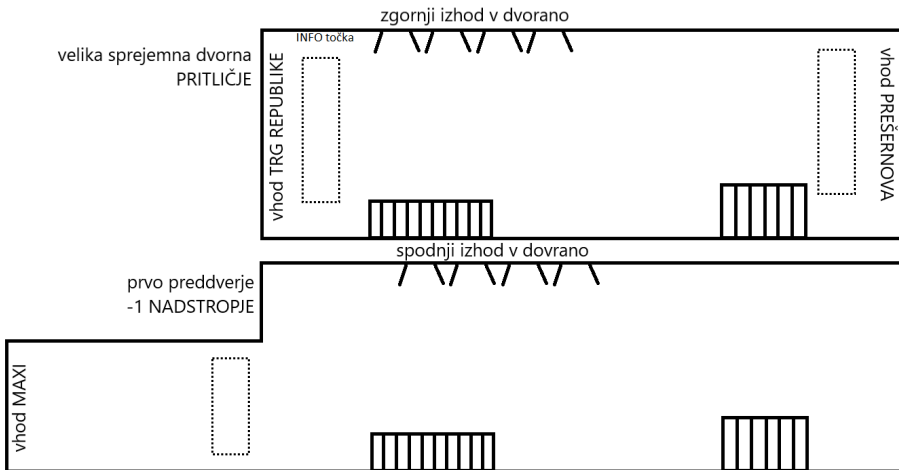 zgornji izhod v dvorano
INFO točka
velika sprejemna dvorna
PRITLIČJE
vhod TRG REPUBLIKE
vhod PREŠERNOVA
spodnji izhod v dovrano
prvo preddverje
-1 NADSTROPJE
vhod MAXI